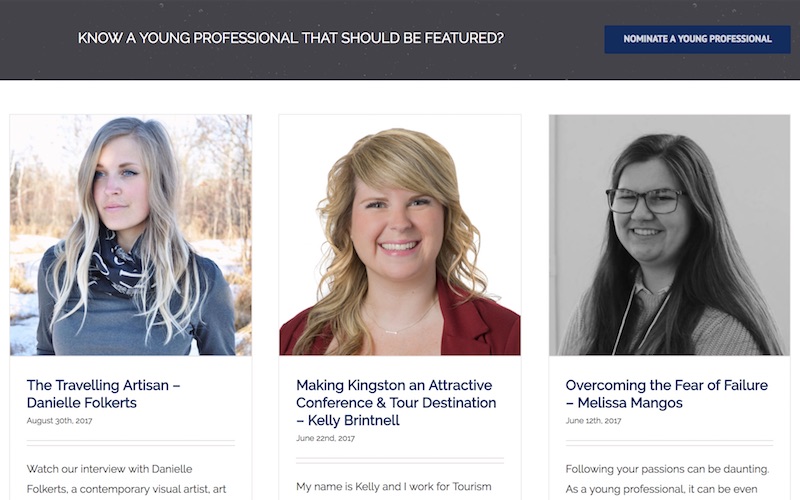 KNOW A YOUNG PROFESSIONAL THAT SHOULD BE FEATURED?
NOMINATE A YOUNG PROFESSIONAL
The Travelling Artisan –
Danielle Folkerts
August 30th, 2017
Watch our interview with Danielle
Folkerts, a contemporary visual artist, art
Making Kingston an Attractive
Conference & Tour Destination
– Kelly Brintnell
June 22nd, 2017
My name is Kelly and I work for Tourism
Overcoming the Fear of Failure
– Melissa Mangos
June 12th, 2017
Following your passions can be daunting.
As a young professional, it can be even